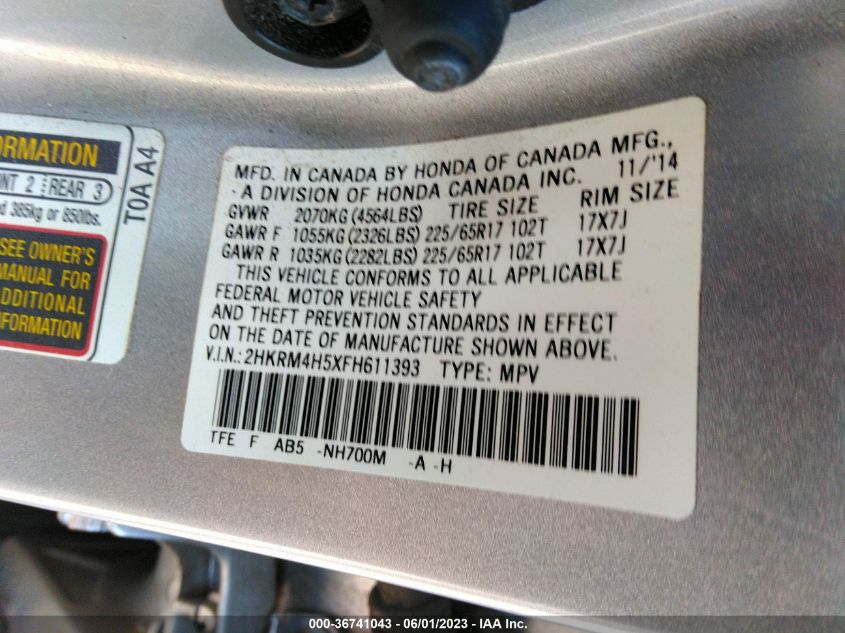 ORMATION
NT 2 REAR 3
d 385kg or 850lbs.
SEE OWNER'S
MANUAL FOR
ADDITIONAL
NFORMATION
T0A A4
MFD. IN CANADA BY HONDA OF CANADA MFG.,
A DIVISION OF HONDA CANADA INC. 11/'14
GVWR 2070KG (4564LBS) TIRE SIZE RIM SIZE
GAWR F 1055KG (2326LBS) 225/65R17 102T 17X7J
GAWR R 1035KG (2282LBS) 225/65R17 102T 17X7J
THIS VEHICLE CONFORMS TO ALL APPLICABLE
FEDERAL MOTOR VEHICLE SAFETY
AND THEFT PREVENTION STANDARDS IN EFFECT
ON THE DATE OF MANUFACTURE SHOWN ABOVE.
V.I.N.: 2HKRM4H5XFH611393 TYPE: MPV
TFE F AB5 -NH700M -A -H
000-36741043 - 06/01/2023 - IAA Inc.